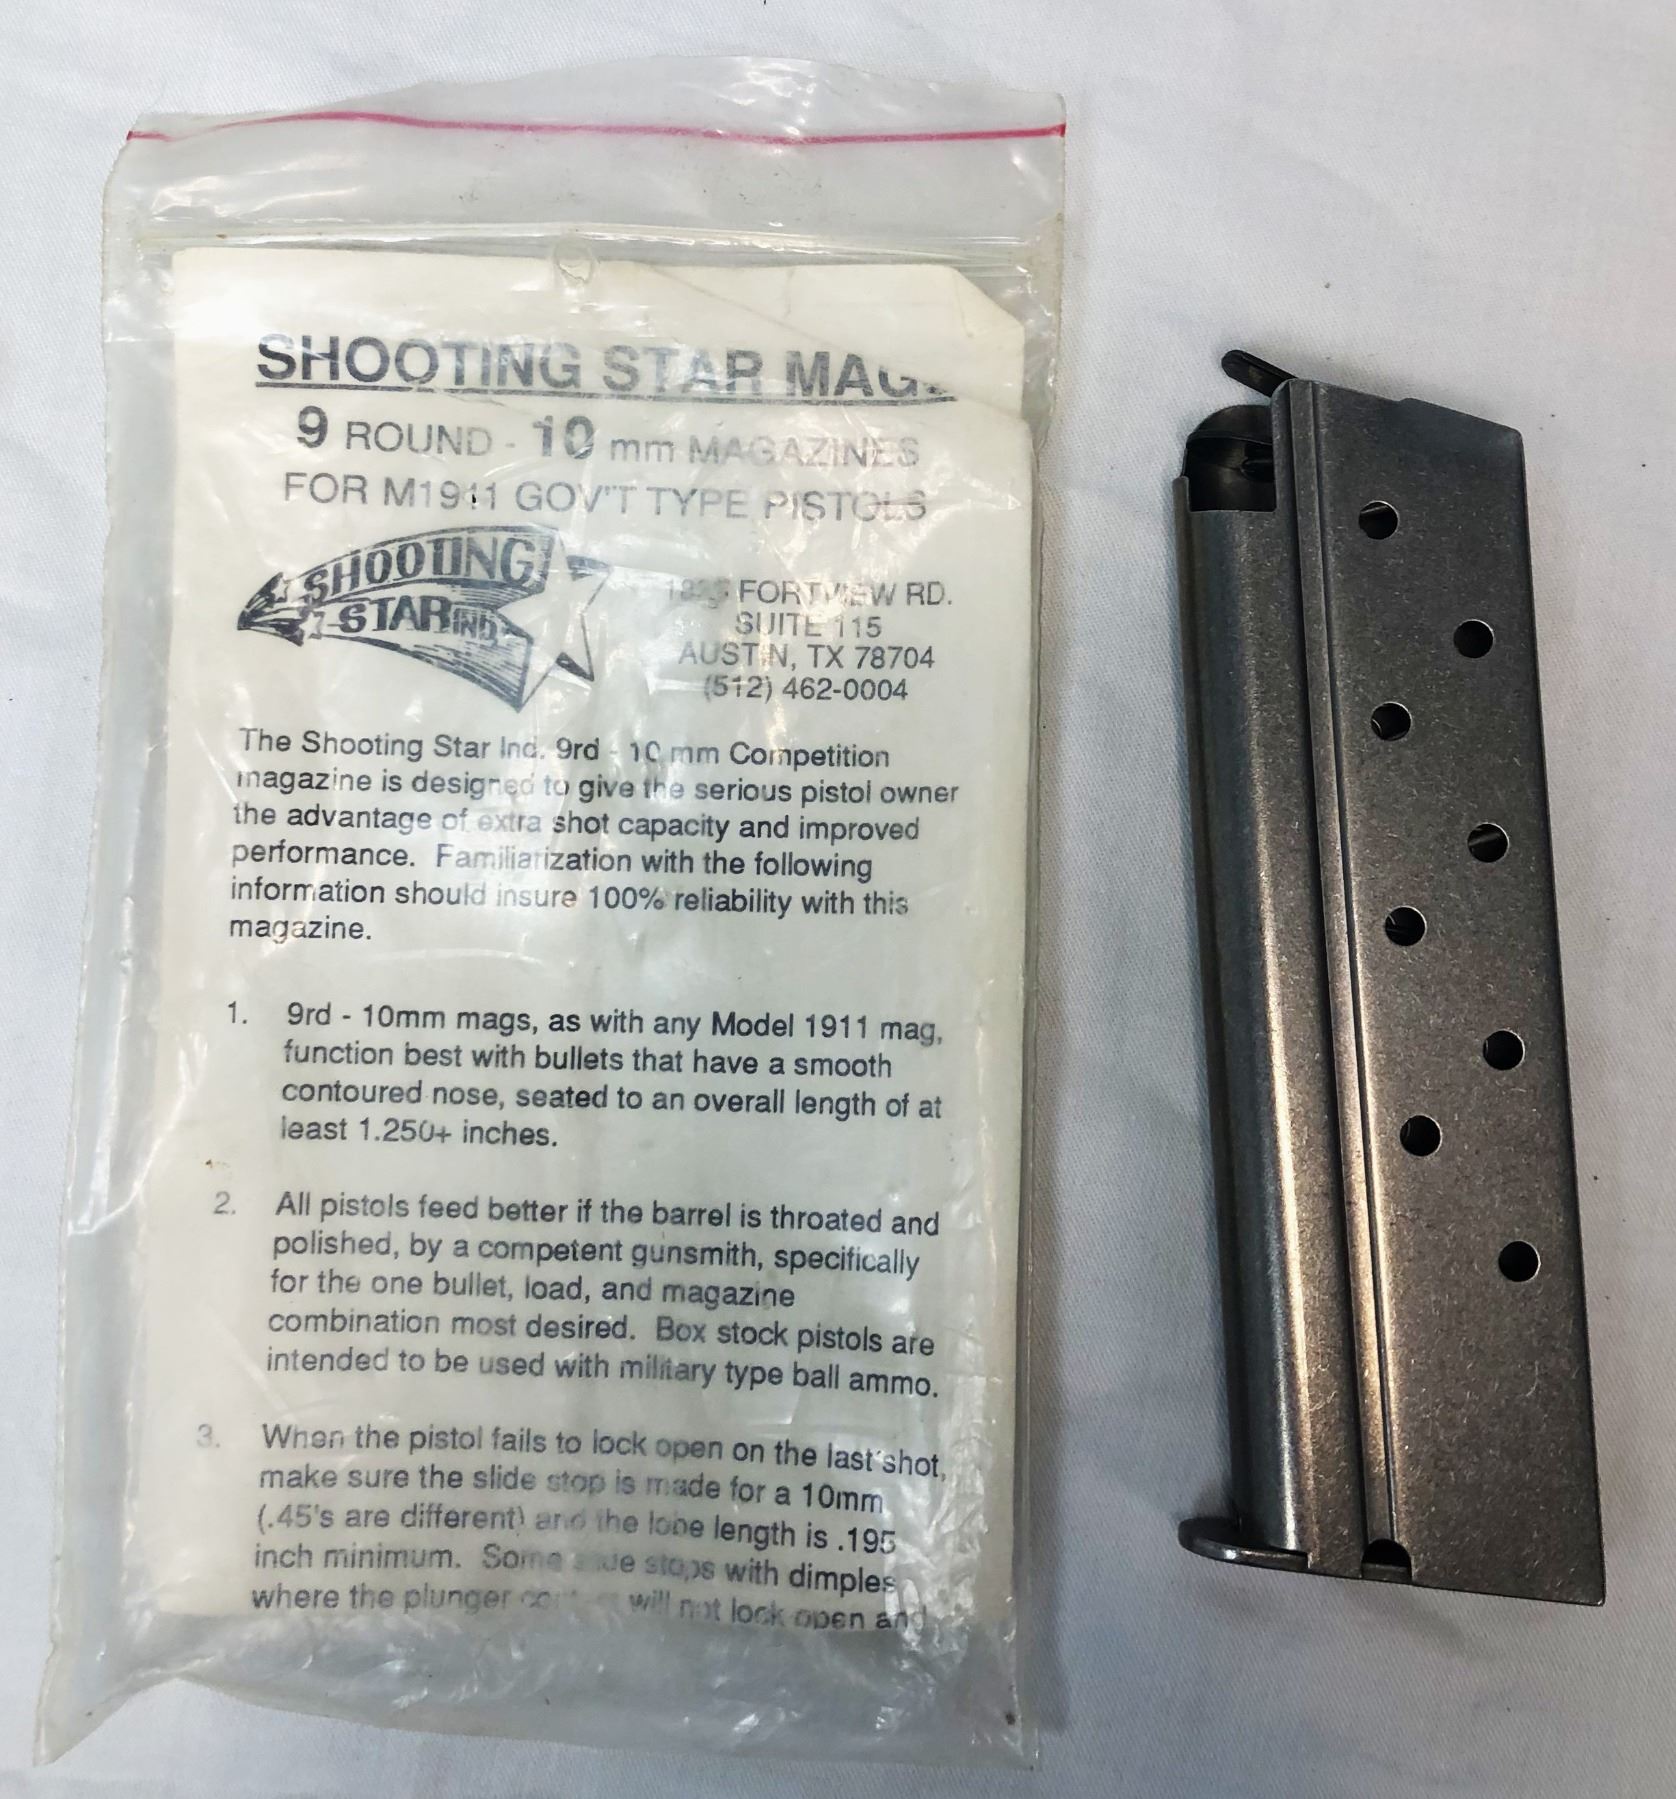 SHOOTING STAR MAGS
9 ROUND - 10 mm MAGAZINES
FOR M1911 GOV'T TYPE PISTOLS
SHOOTING
STAR IND.
FORTVIEW RD.
SUITE 115
AUSTIN, TX 78704
(512) 462-0004
The Shooting Star Ind. 9rd - 10 mm Competition
magazine is designed to give the serious pistol owner
the advantage of extra shot capacity and improved
performance. Familiarization with the following
information should insure 100% reliability with this
magazine.
1. 9rd - 10mm mags, as with any Model 1911 mag,
function best with bullets that have a smooth
contoured nose, seated to an overall length of at
least 1.250+ inches.
2. All pistols feed better if the barrel is throated and
polished, by a competent gunsmith, specifically
for the one bullet, load, and magazine
combination most desired. Box stock pistols are
intended to be used with military type ball ammo.
3. When the pistol fails to lock open on the last shot,
make sure the slide stop is made for a 10mm
(.45's are different) and the lobe length is .195
inch minimum. Some slide stops with dimples
where the plunger will not lock open and